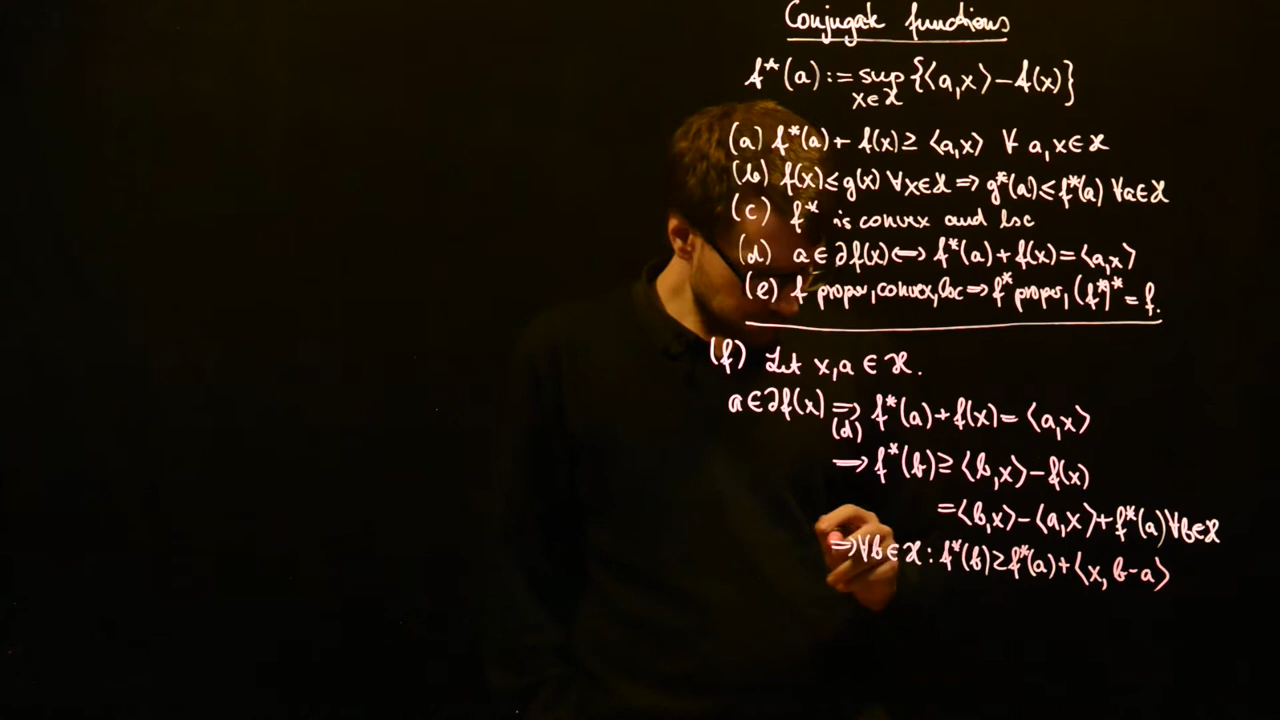 Conjugate functions
f*(a) := sup {⟨a,x⟩ − f(x)}
x∈ℋ
(a) f*(a) + f(x) ≥ ⟨a,x⟩ ∀ a,x∈ℋ
(b) f(x) ≤ g(x) ∀x∈ℋ ⇒ g*(a) ≤ f*(a) ∀a∈ℋ
(c) f* is convex and lsc
(d) a ∈ ∂f(x) ⟺ f*(a) + f(x) = ⟨a,x⟩
(e) f proper, convex, lsc ⇒ f* proper, (f*)* = f.
(f) Let x,a ∈ ℋ.
a∈∂f(x) ⇒ f*(a) + f(x) = ⟨a,x⟩
(d)
⇒ f*(b) ≥ ⟨b,x⟩ − f(x)
= ⟨b,x⟩ − ⟨a,x⟩ + f*(a) ∀b∈ℋ
⇒ ∀b∈ℋ : f*(b) ≥ f*(a) + ⟨x, b−a⟩